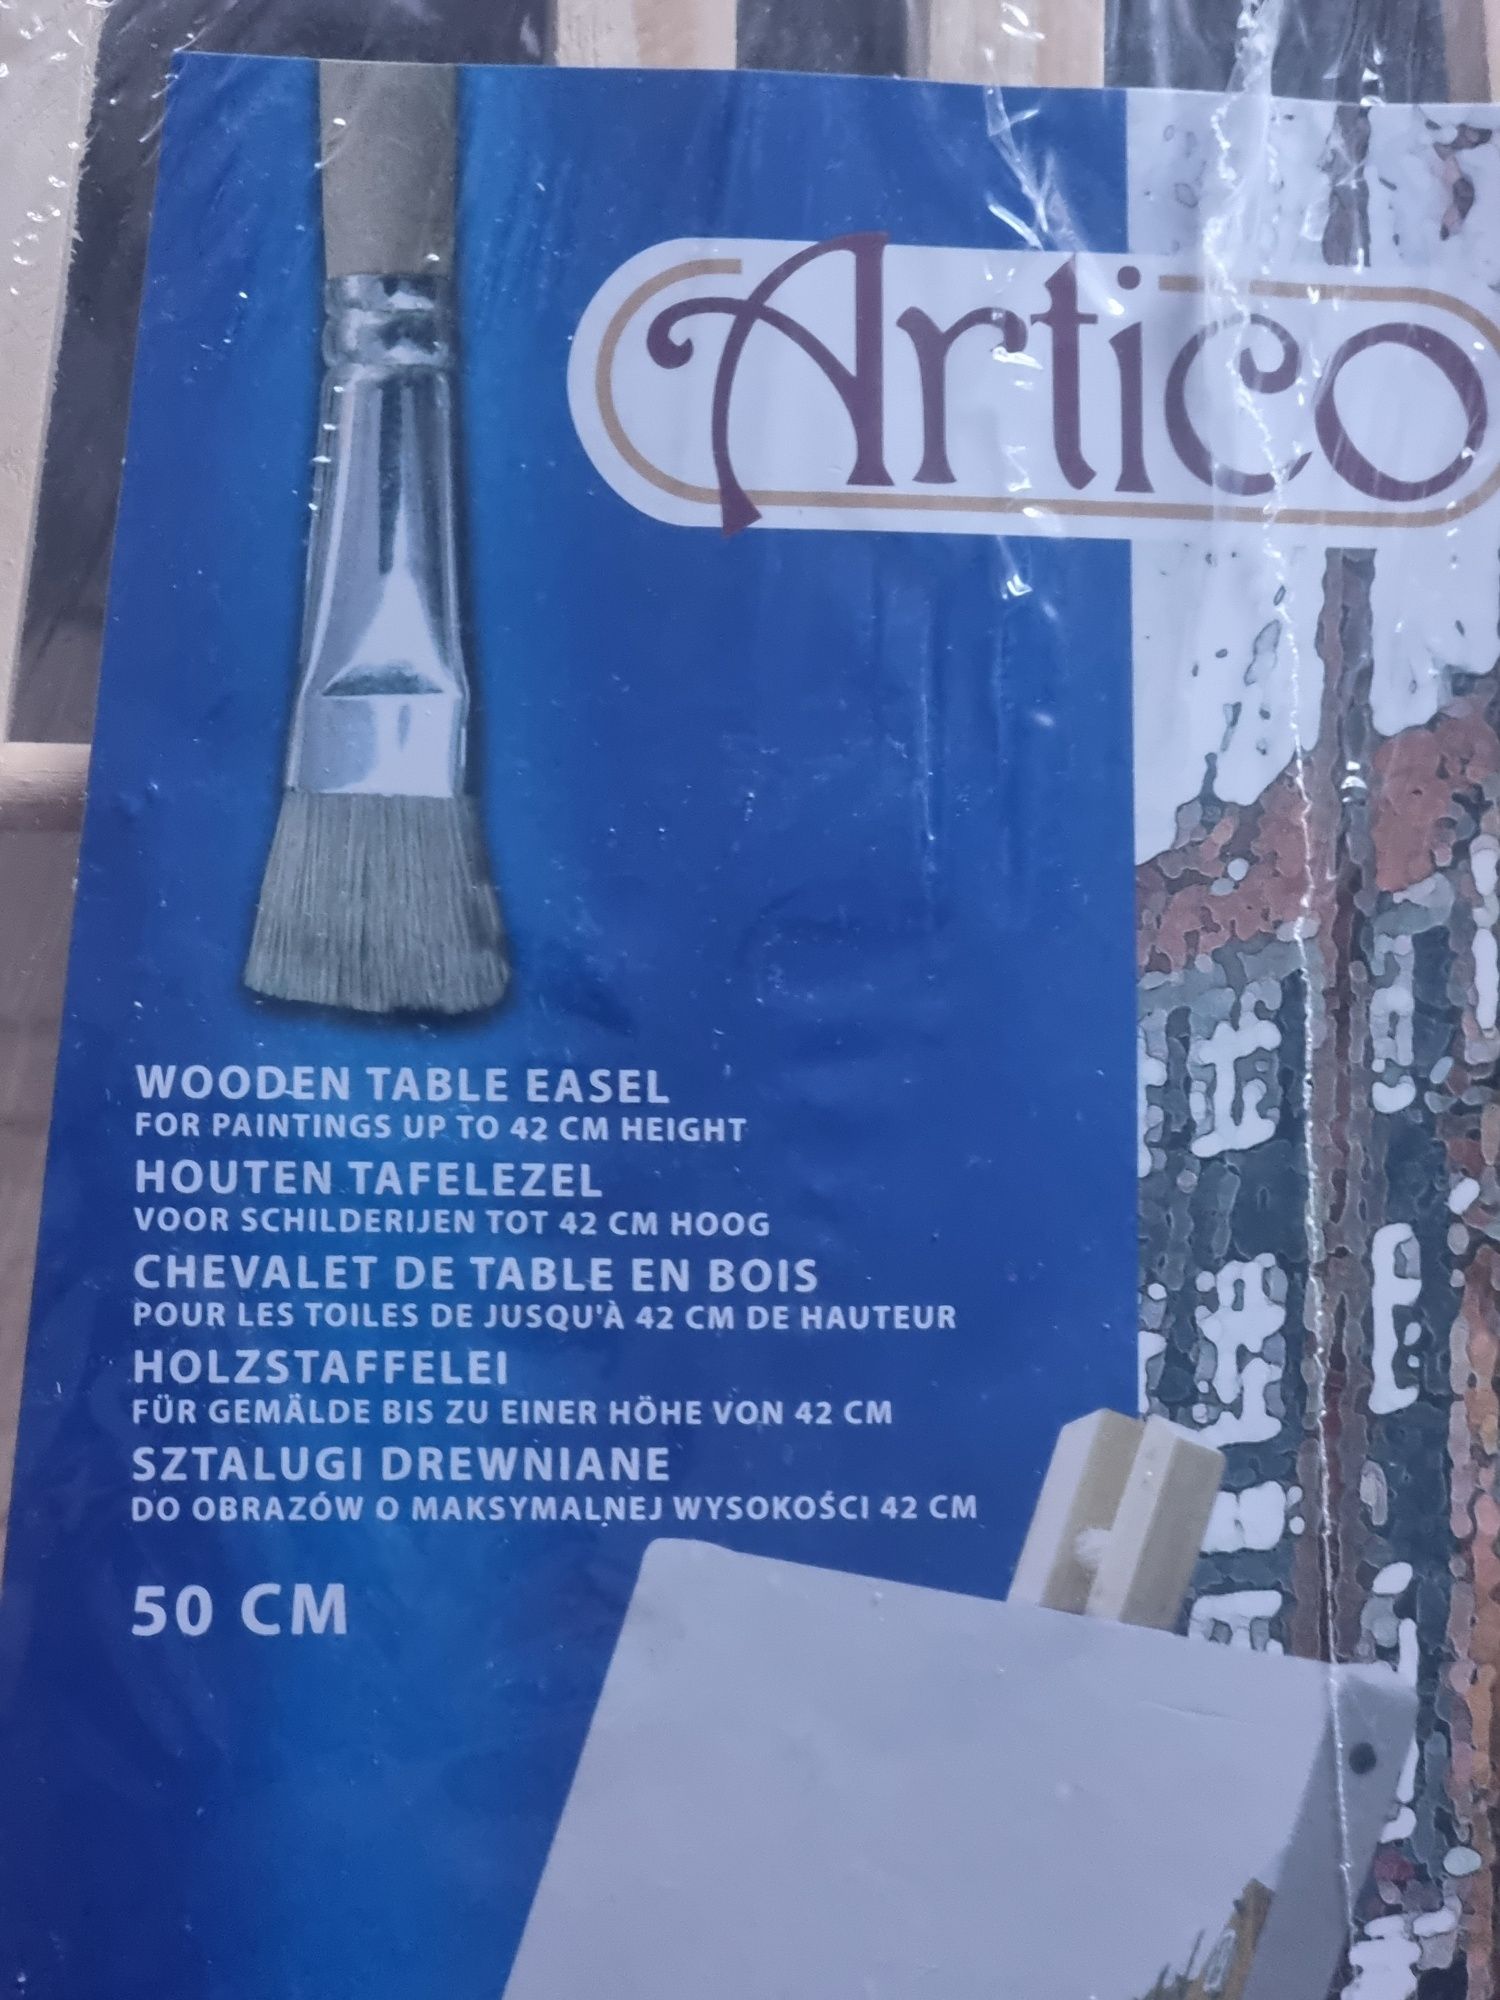 Artico
WOODEN TABLE EASEL
FOR PAINTINGS UP TO 42 CM HEIGHT
HOUTEN TAFELEZEL
VOOR SCHILDERIJEN TOT 42 CM HOOG
CHEVALET DE TABLE EN BOIS
POUR LES TOILES DE JUSQU'À 42 CM DE HAUTEUR
HOLZSTAFFELEI
FÜR GEMÄLDE BIS ZU EINER HÖHE VON 42 CM
SZTALUGI DREWNIANE
DO OBRAZÓW O MAKSYMALNEJ WYSOKOŚCI 42 CM
50 CM